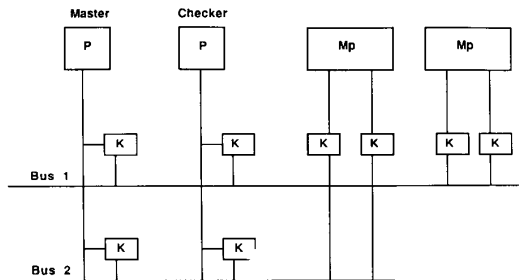 Master Checker
P P Mp Mp
K K K K K K
Bus 1
K K
Bus 2